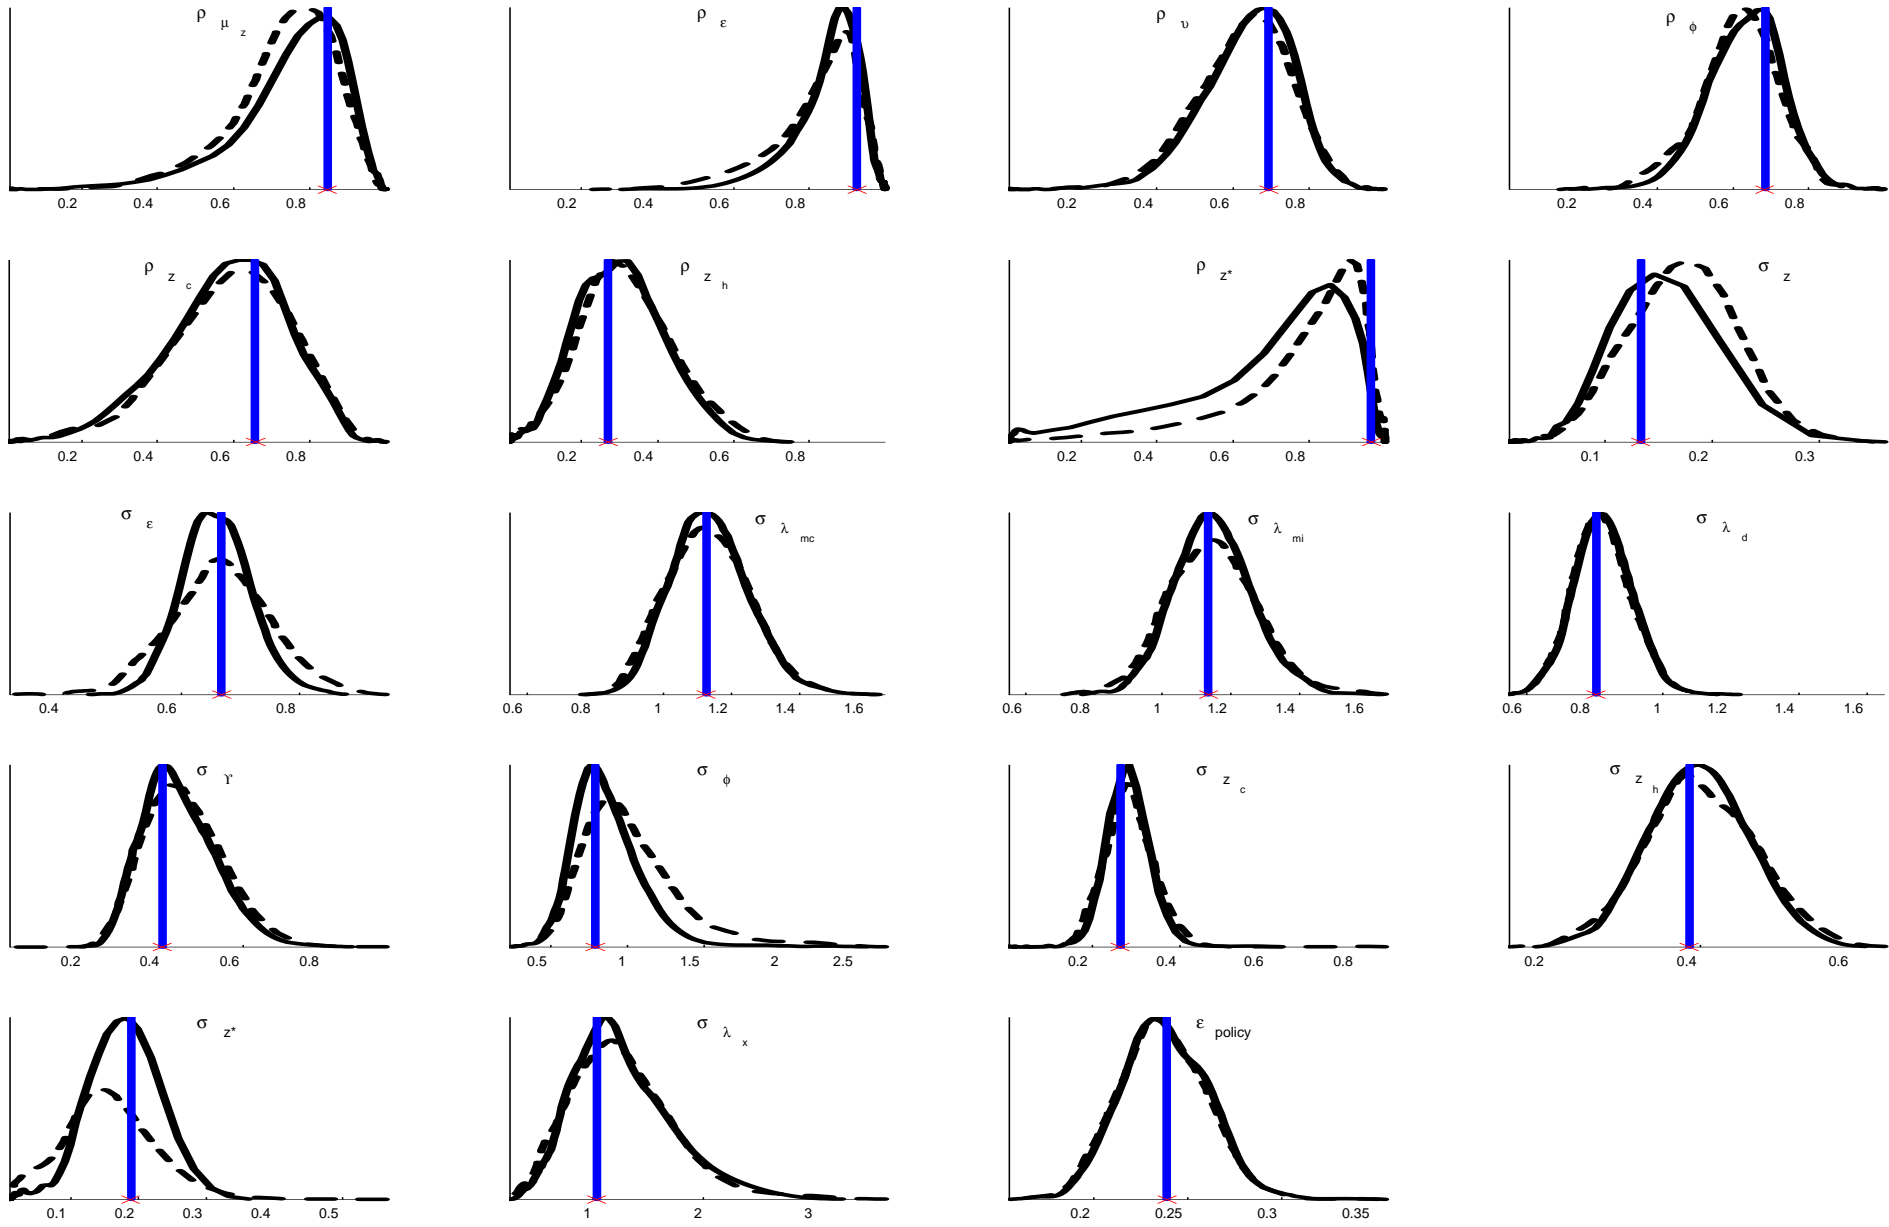 ρ μ z ρ ε ρ υ ρ ϕ
0.2 0.4 0.6 0.8 0.2 0.4 0.6 0.8 0.2 0.4 0.6 0.8 0.2 0.4 0.6 0.8
ρ z c ρ z h ρ z* σ z
0.2 0.4 0.6 0.8 0.2 0.4 0.6 0.8 0.2 0.4 0.6 0.8 0.1 0.2 0.3
σ ε σ λ mc σ λ mi σ λ d
0.4 0.6 0.8 0.6 0.8 1 1.2 1.4 1.6 0.6 0.8 1 1.2 1.4 1.6 0.6 0.8 1 1.2 1.4 1.6
σ ϒ σ ϕ σ z c σ z h
0.2 0.4 0.6 0.8 0.5 1 1.5 2 2.5 0.2 0.4 0.6 0.8 0.2 0.4 0.6
σ z* σ λ x ε policy
0.1 0.2 0.3 0.4 0.5 1 2 3 0.2 0.25 0.3 0.35